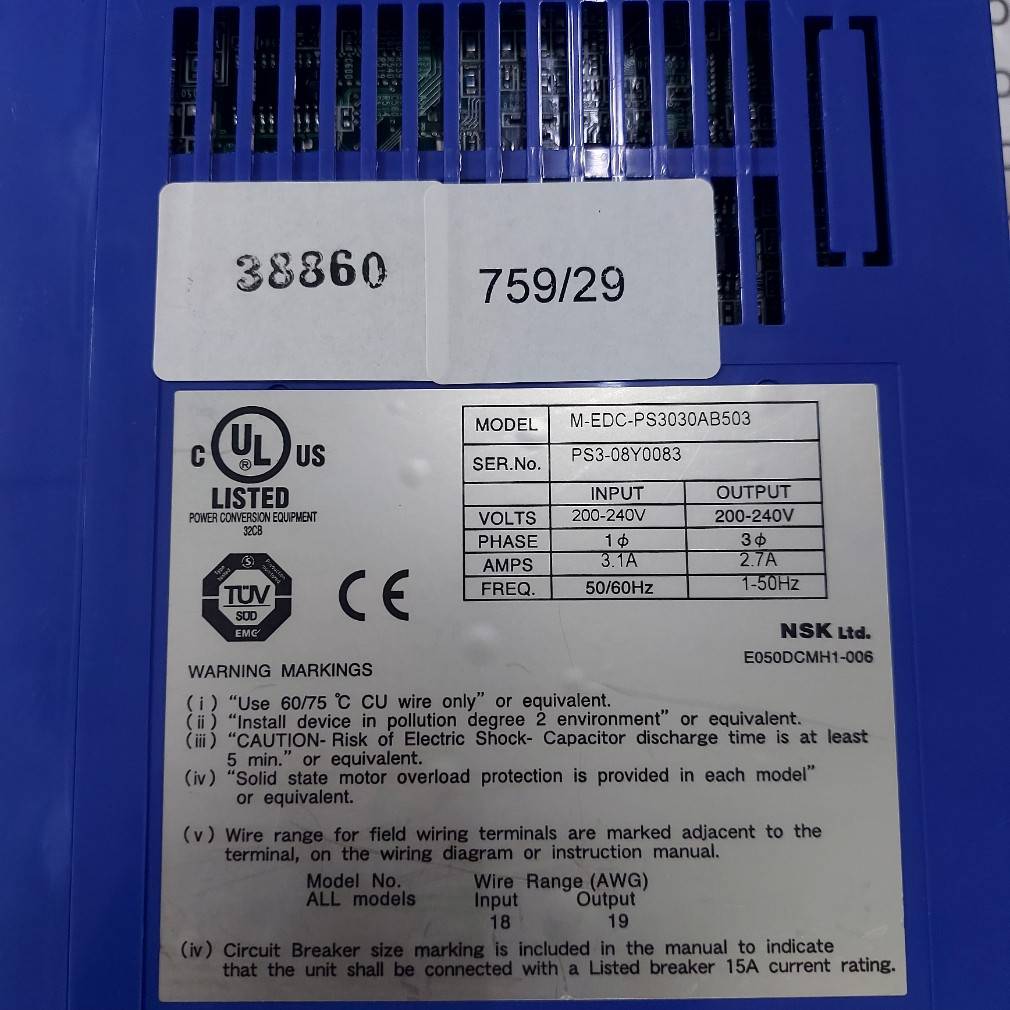 38860
759/29
C UL ® US
LISTED
POWER CONVERSION EQUIPMENT
32CB
TÜV
SÜD
EMC
CE
MODEL M-EDC-PS3030AB503
SER.No. PS3-08Y0083
INPUT OUTPUT
VOLTS 200-240V 200-240V
PHASE 1ϕ 3ϕ
AMPS 3.1A 2.7A
FREQ. 50/60Hz 1-50Hz
NSK Ltd.
E050DCMH1-006
WARNING MARKINGS
(i) “Use 60/75 ℃ CU wire only” or equivalent.
(ii) “Install device in pollution degree 2 environment” or equivalent.
(iii) “CAUTION- Risk of Electric Shock- Capacitor discharge time is at least
5 min.” or equivalent.
(iv) “Solid state motor overload protection is provided in each model”
or equivalent.
(v) Wire range for field wiring terminals are marked adjacent to the
terminal, on the wiring diagram or instruction manual.
Model No. Wire Range (AWG)
ALL models Input Output
18 19
(iv) Circuit Breaker size marking is included in the manual to indicate
that the unit shall be connected with a Listed breaker 15A current rating.